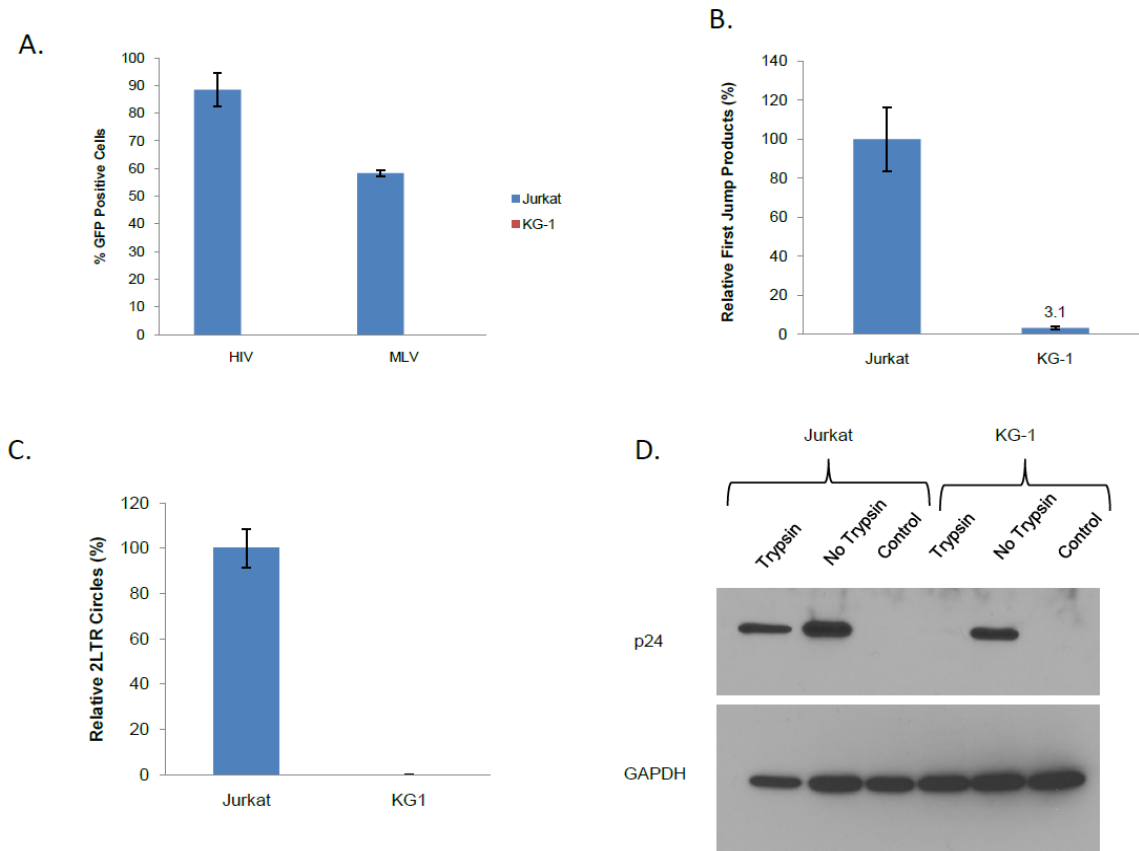 A.
% GFP Positive Cells
100
90
80
70
60
50
40
30
20
10
0
HIV
MLV
Jurkat
KG-1
B.
Relative First Jump Products (%)
140
120
100
80
60
40
20
0
3.1
Jurkat
KG-1
C.
Relative 2LTR Circles (%)
120
100
80
60
40
20
0
Jurkat
KG1
D.
Jurkat
KG-1
Trypsin
No Trypsin
Control
Trypsin
No Trypsin
Control
p24
GAPDH